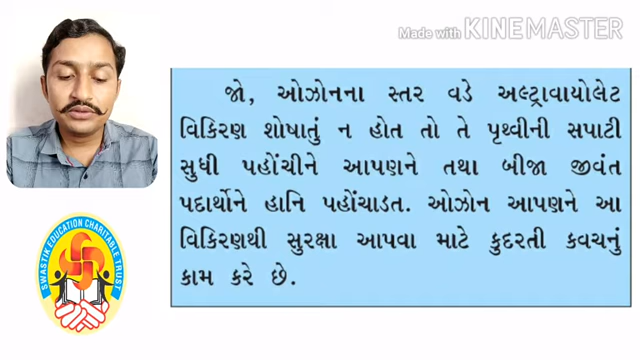 Made with KINEMASTER
જો, ઓઝોનના સ્તર વડે અલ્ટ્રાવાયોલેટ
વિકિરણ શોષાતું ન હોત તો તે પૃથ્વીની સપાટી
સુધી પહોંચીને આપણને તથા બીજા જીવંત
પદાર્થોને હાનિ પહોંચાડત. ઓઝોન આપણને આ
વિકિરણથી સુરક્ષા આપવા માટે કુદરતી કવચનું
કામ કરે છે.
SWASTIK EDUCATION CHARITABLE TRUST